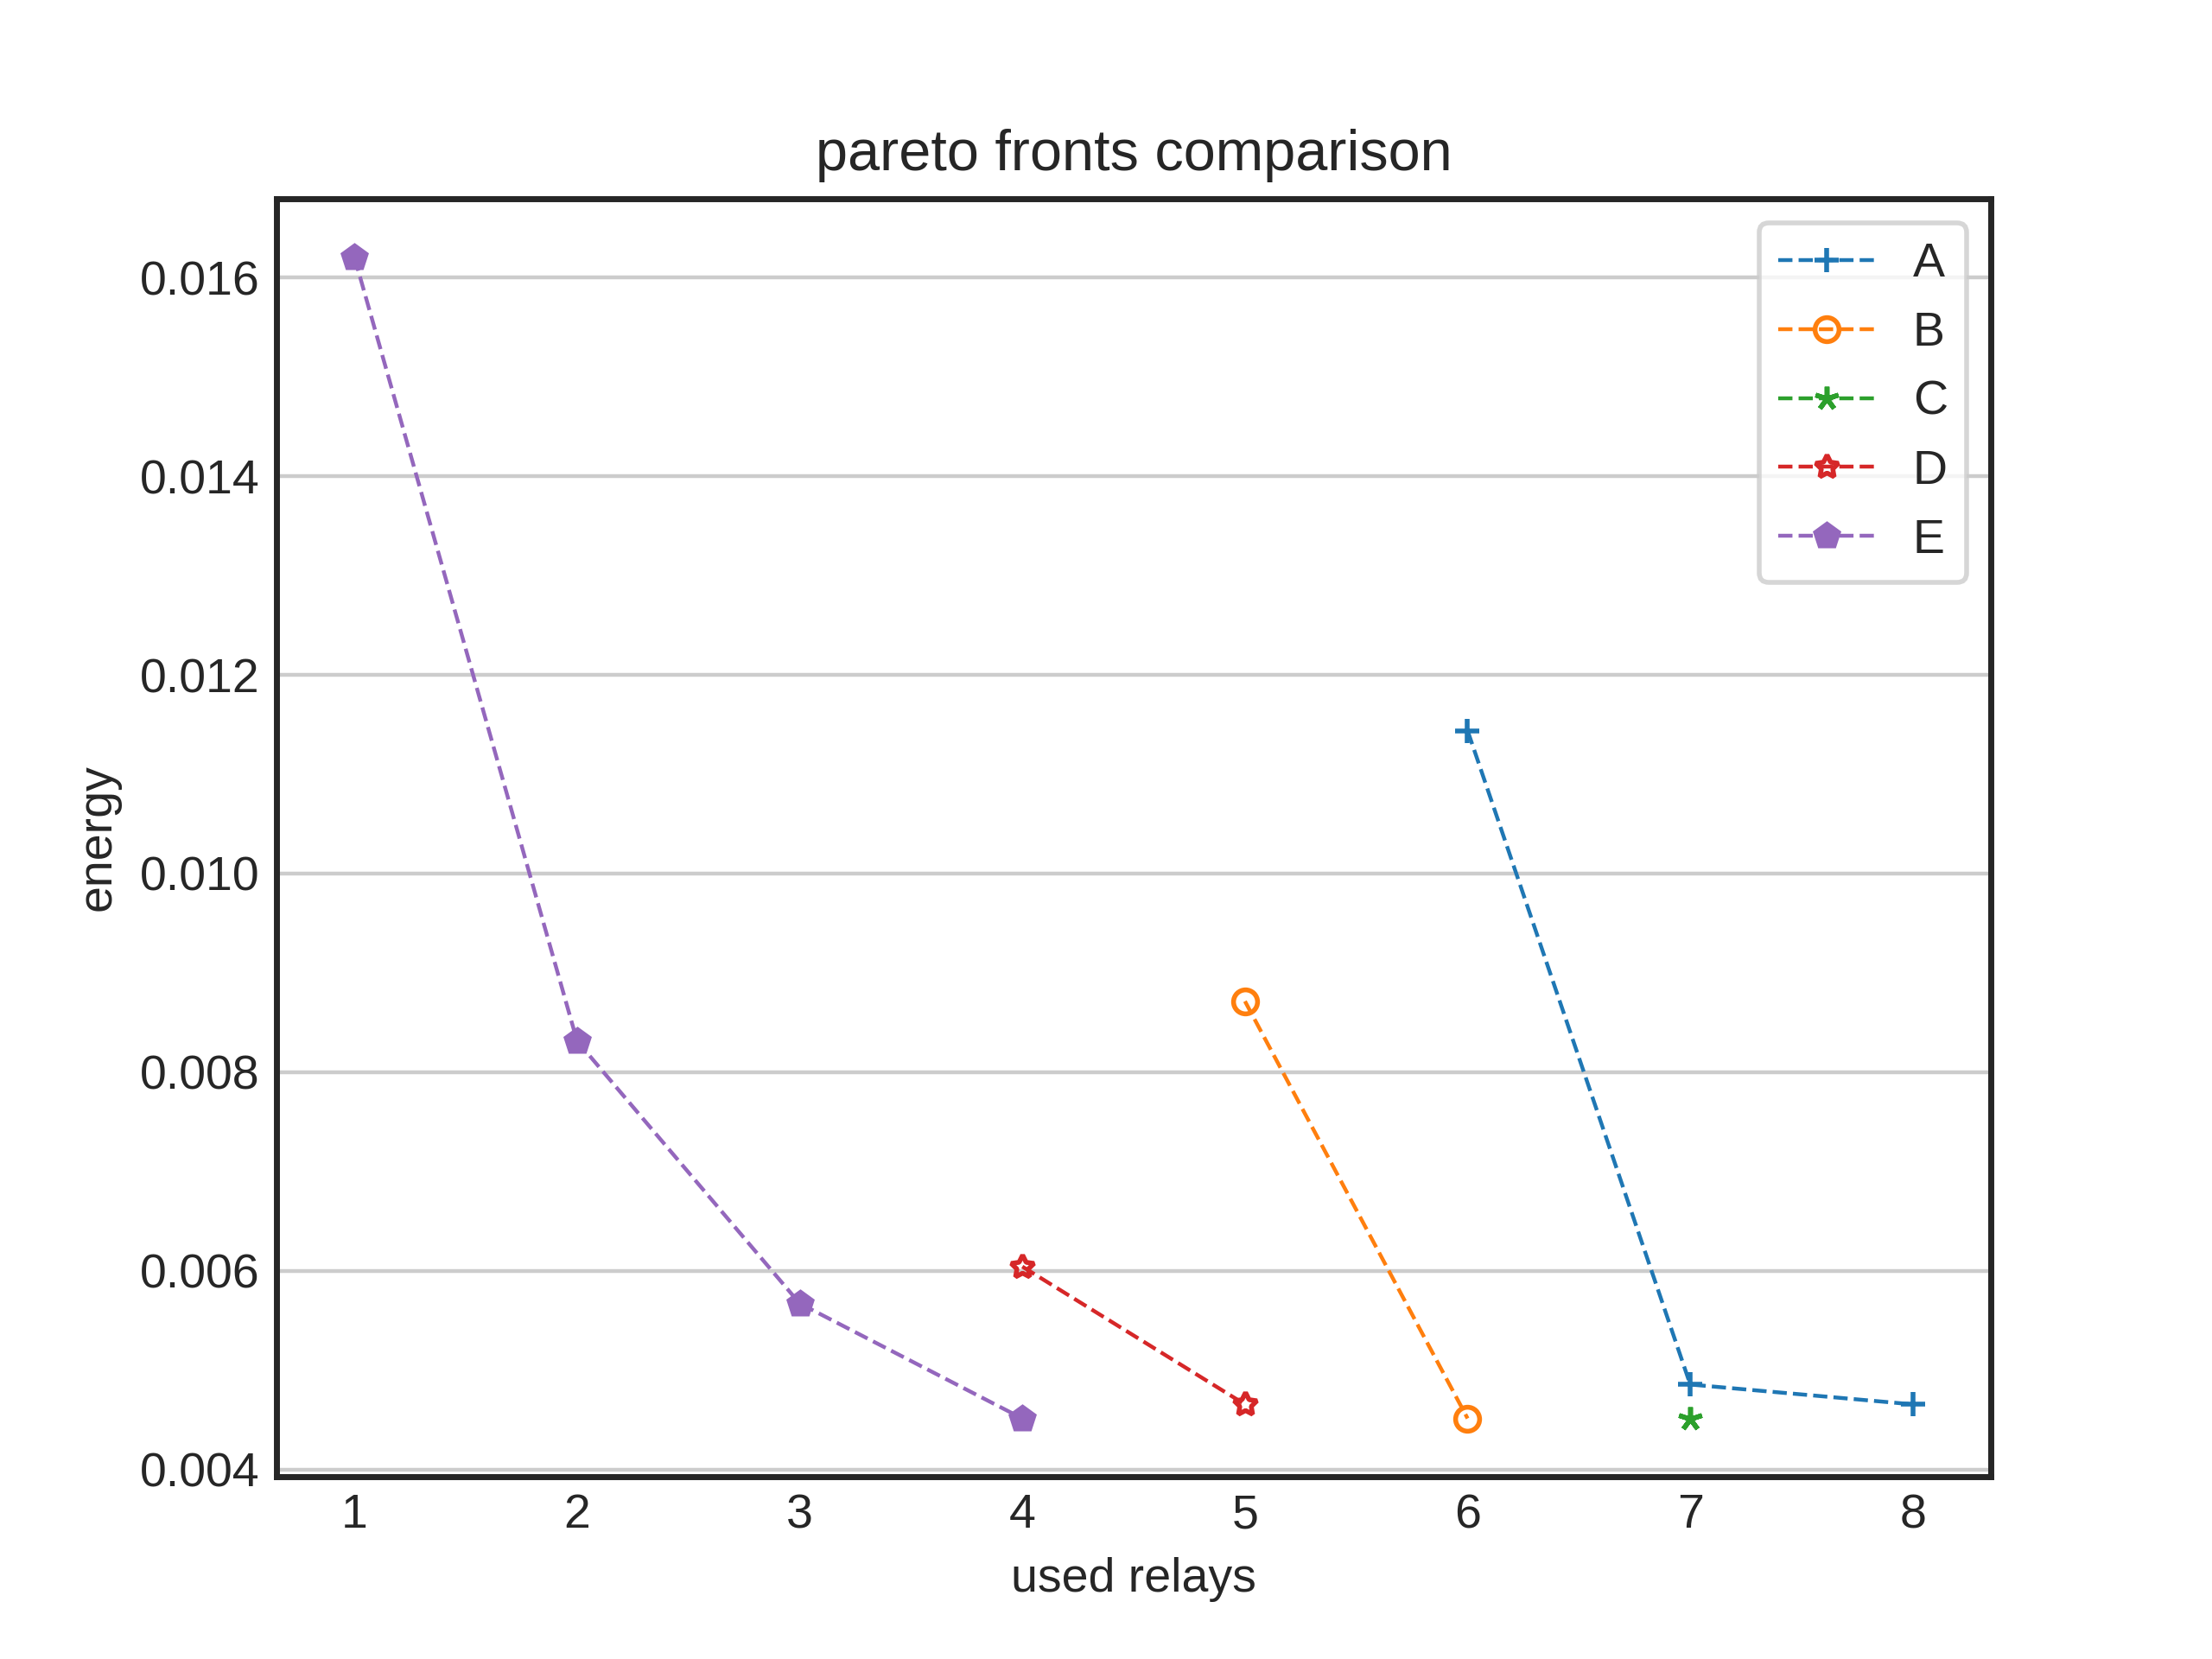 pareto fronts comparison
A
B
C
D
E
0.016
0.014
0.012
0.010
0.008
0.006
0.004
energy
1 2 3 4 5 6 7 8
used relays